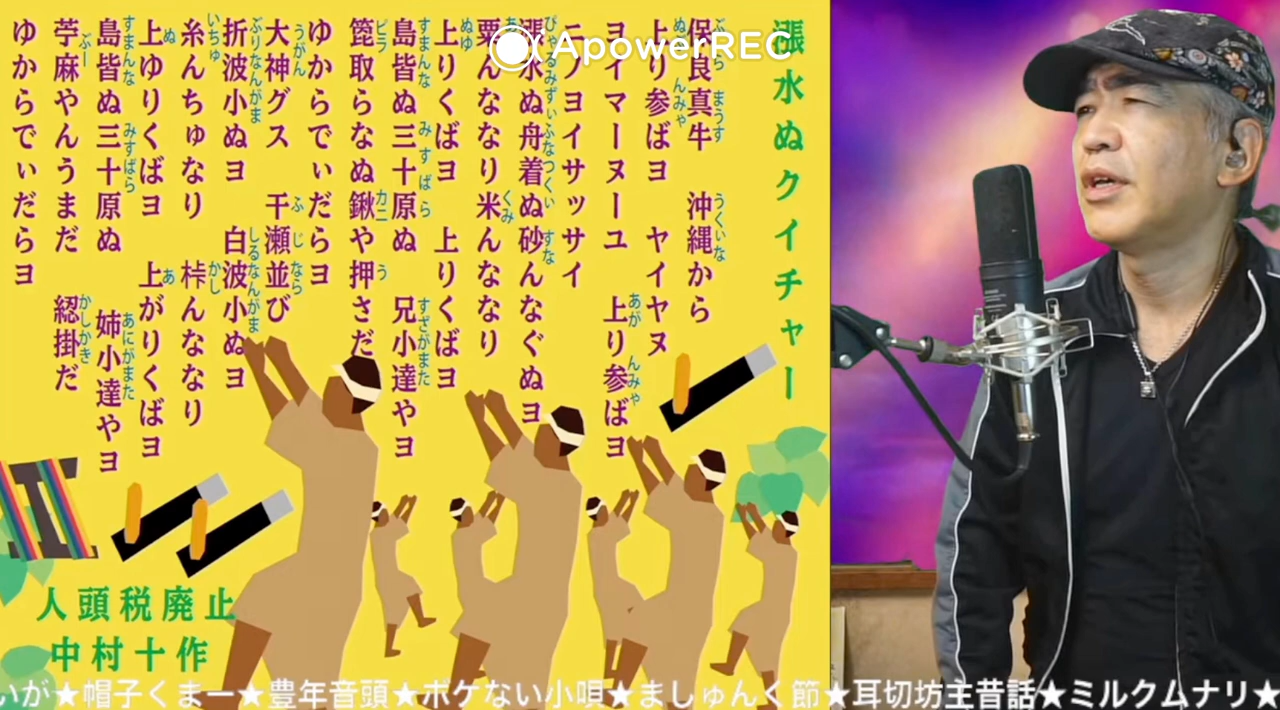 漲水ぬクイチャー
保良真牛　沖縄から
上り参ばヨ　ヤイヤヌ
ヨイマーヌーユ　上り参ばヨ
ニノヨイサッサイ
漲水ぬ舟着ぬ砂んなぐぬヨ
粟んななり米んななり
上りくばヨ　上りくばヨ
島皆ぬ三十原ぬ　兄小達やヨ
箆取らなぬ鍬や押さだ
ゆからでぃだらヨ
大神グス　干瀬並び
折波小ぬヨ　白波小ぬヨ
糸んちゅなり　桛んななり
上ゆりくばヨ　上がりくばヨ
島皆ぬ三十原ぬ　姉小達やヨ
苧麻やんうまだ　綛掛だ
ゆからでぃだらヨ
人頭税廃止
中村十作
ApowerREC
いが★帽子くまー★豊年音頭★ボケない小唄★ましゅんく節★耳切坊主昔話★ミルクムナリ★